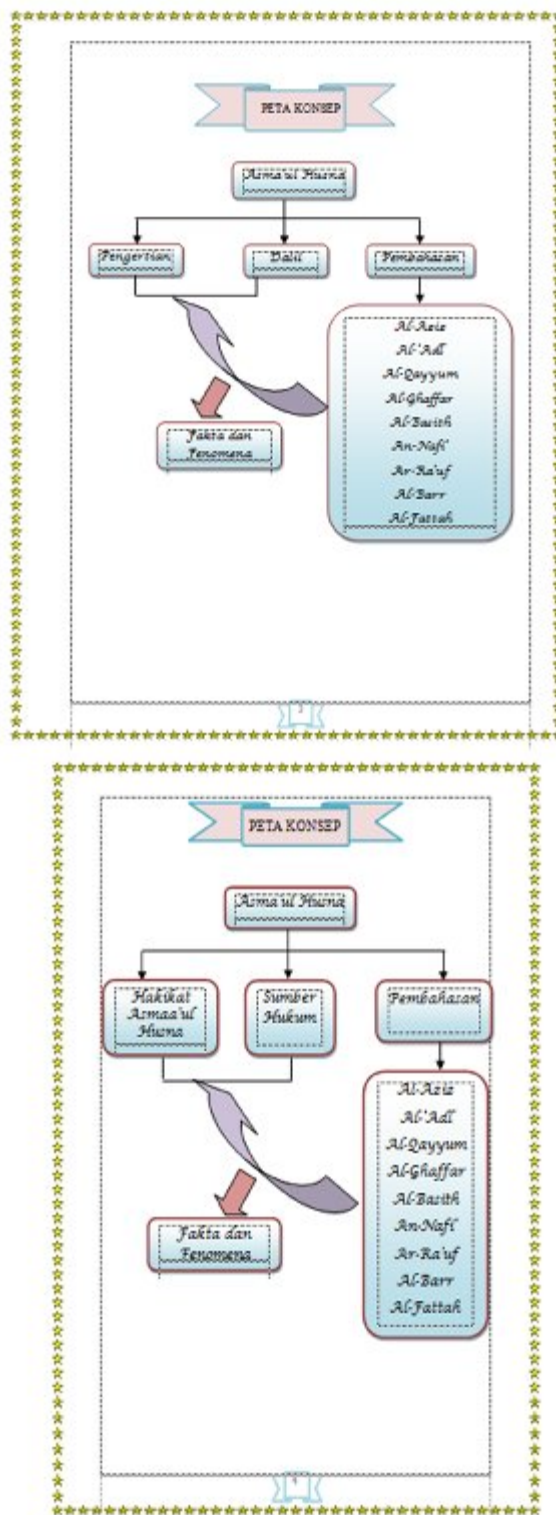 PETA KONSEP
Asma'ul Husna
Pengertian
Dalil
Pembahasan
Al-Aziz
Al-'Adl
Al-Qayyum
Al-Ghaffar
Al-Basith
An-Nafi'
Ar-Ra'uf
Al-Barr
Al-Fattah
Fakta dan
Fenomena
3
PETA KONSEP
Asma'ul Husna
Hakikat
Asmaa'ul
Husna
Sumber
Hukum
Pembahasan
Al-Aziz
Al-'Adl
Al-Qayyum
Al-Ghaffar
Al-Basith
An-Nafi'
Ar-Ra'uf
Al-Barr
Al-Fattah
Fakta dan
Fenomena